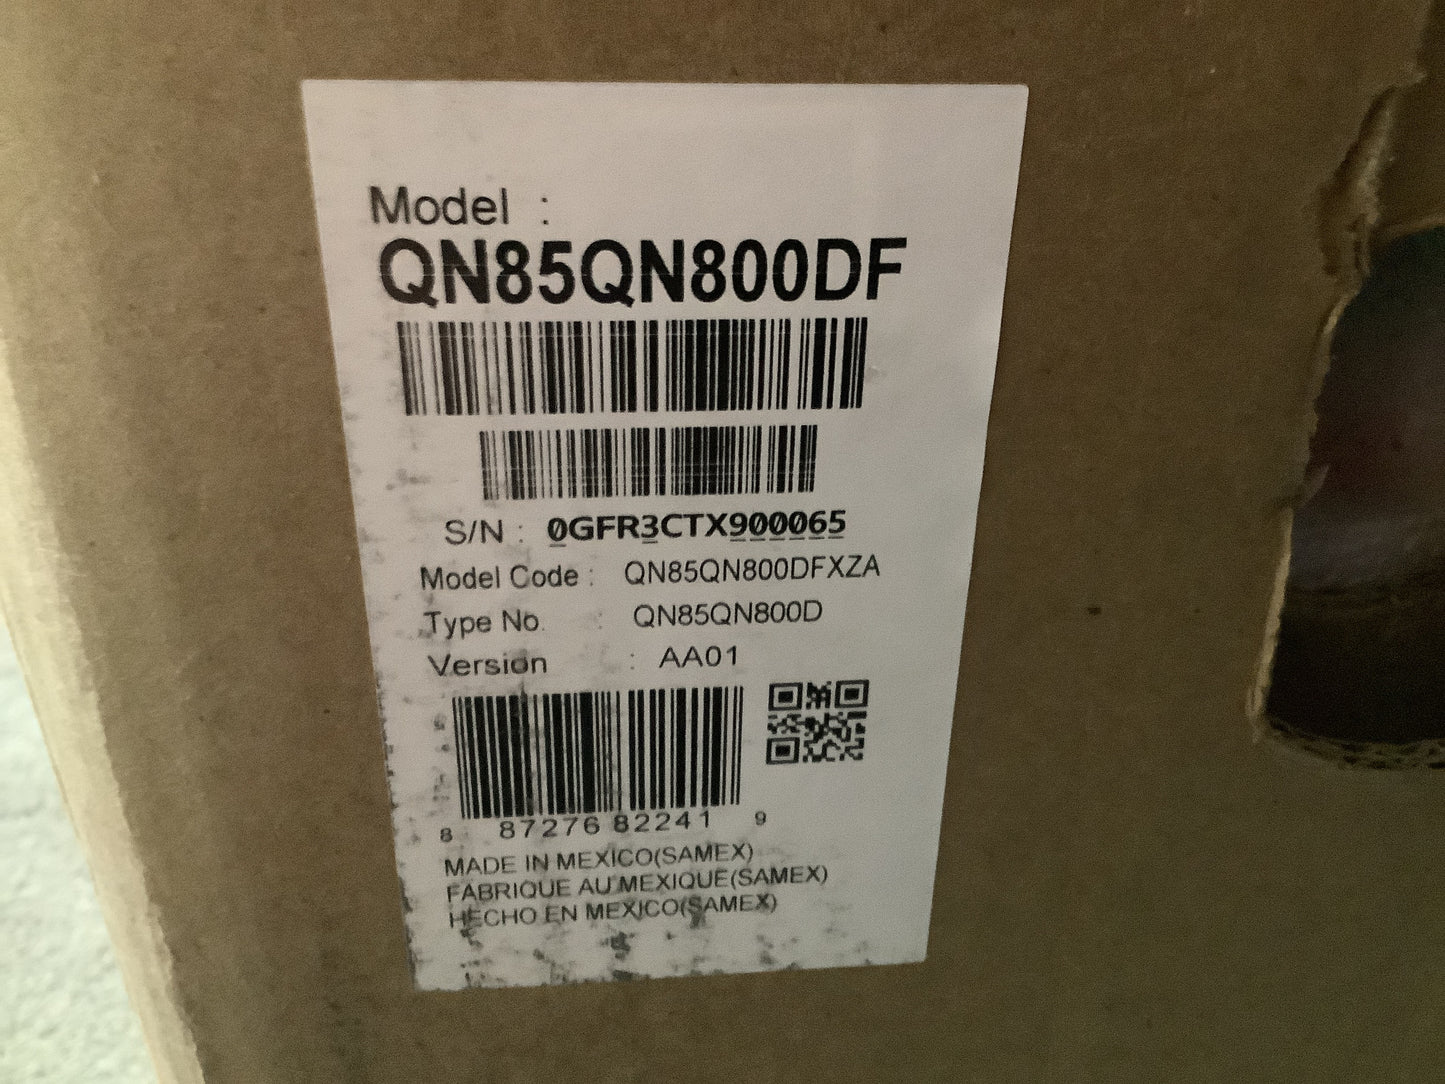 Model :
QN85QN800DF
S/N : 0GFR3CTX900065
Model Code : QN85QN800DFXZA
Type No. : QN85QN800D
Version : AA01
8 87276 82241 9
MADE IN MEXICO(SAMEX)
FABRIQUE AU MEXIQUE(SAMEX)
HECHO EN MEXICO(SAMEX)